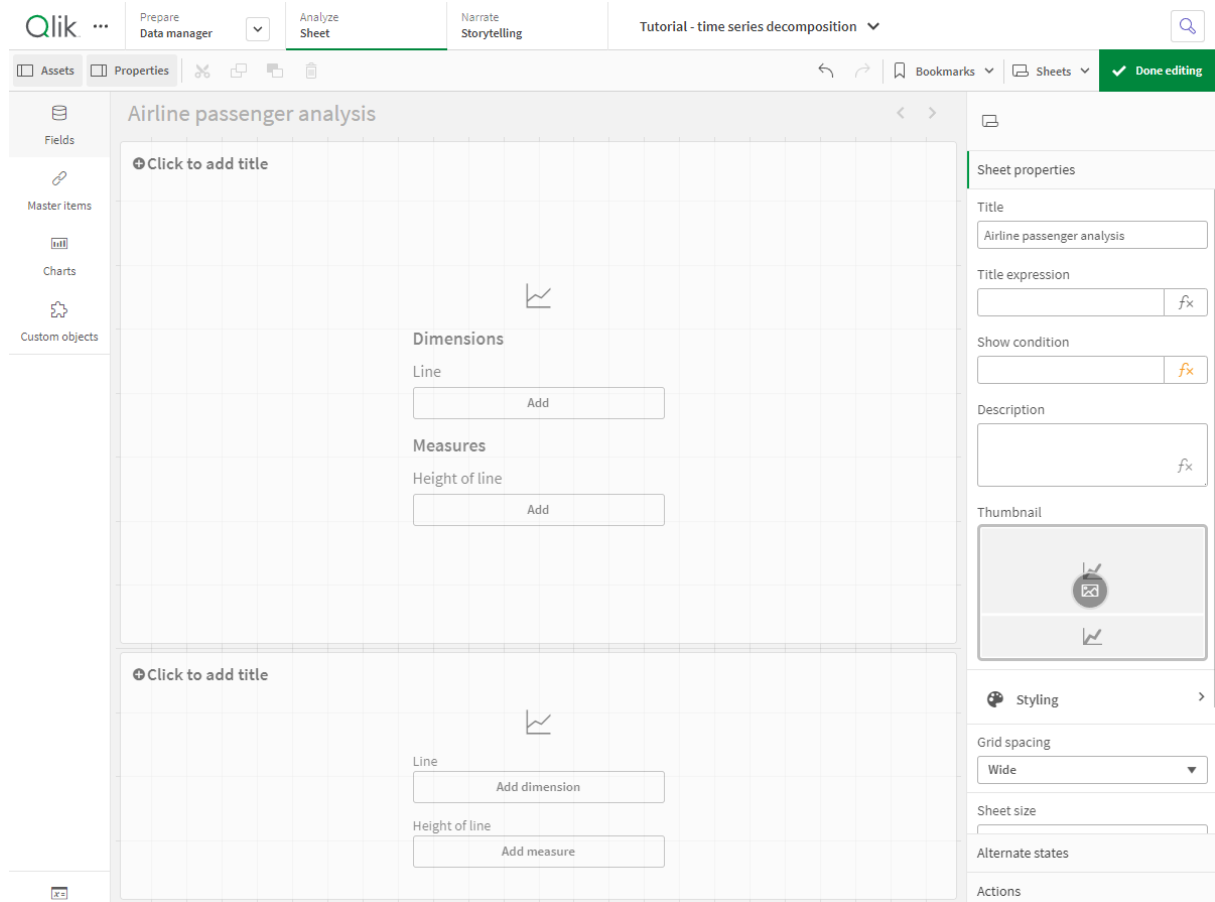 Qlik
Prepare
Data manager
Analyze
Sheet
Narrate
Storytelling
Tutorial - time series decomposition
Assets
Properties
Bookmarks
Sheets
Done editing
Fields
Master items
Charts
Custom objects
Airline passenger analysis
Click to add title
Dimensions
Line
Add
Measures
Height of line
Add
Click to add title
Line
Add dimension
Height of line
Add measure
Sheet properties
Title
Airline passenger analysis
Title expression
fx
Show condition
fx
Description
fx
Thumbnail
Styling
Grid spacing
Wide
Sheet size
Alternate states
Actions
x=